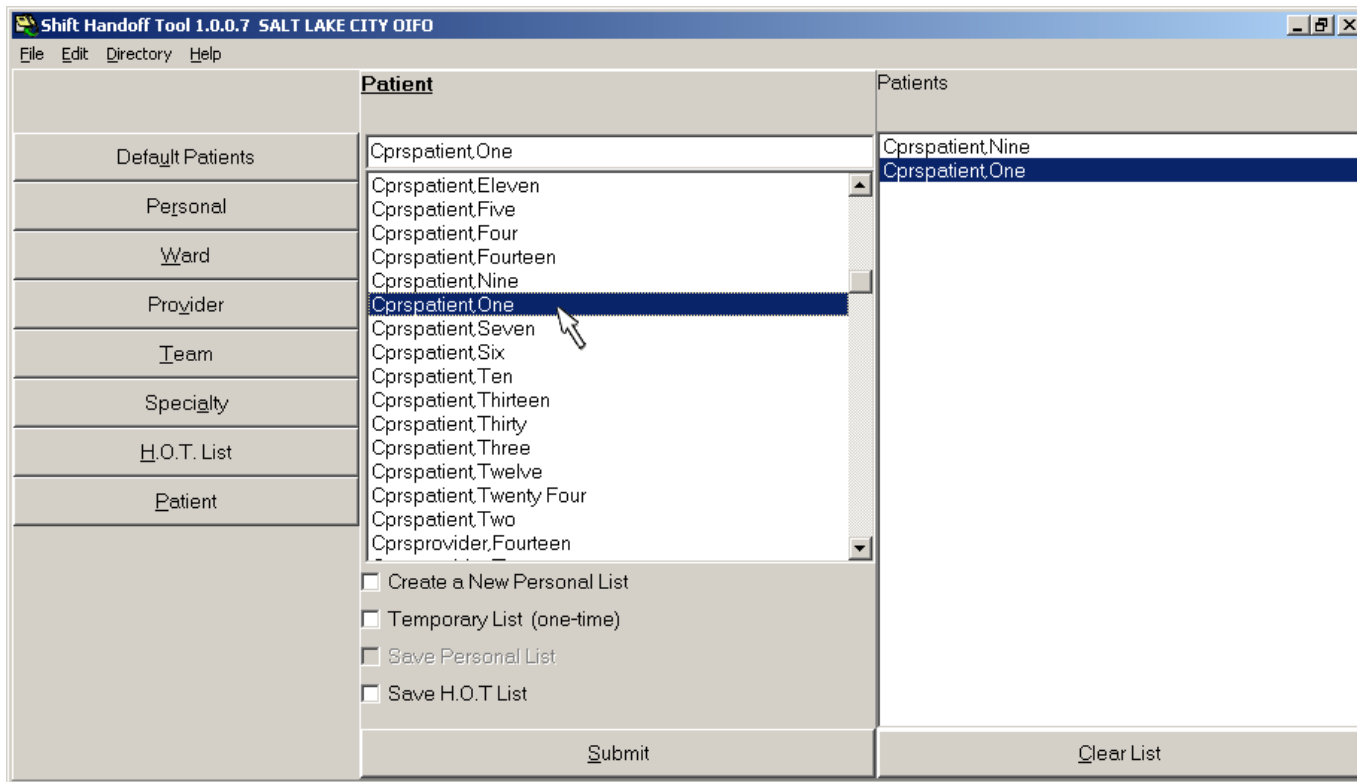 Shift Handoff Tool 1.0.0.7 SALT LAKE CITY OIFO
File Edit Directory Help
Patient
Patients
Default Patients
Personal
Ward
Provider
Team
Specialty
H.O.T. List
Patient
Cprspatient,One
Cprspatient,Eleven
Cprspatient,Five
Cprspatient,Four
Cprspatient,Fourteen
Cprspatient,Nine
Cprspatient,One
Cprspatient,Seven
Cprspatient,Six
Cprspatient,Ten
Cprspatient,Thirteen
Cprspatient,Thirty
Cprspatient,Three
Cprspatient,Twelve
Cprspatient,Twenty Four
Cprspatient,Two
Cprsprovider,Fourteen
Create a New Personal List
Temporary List (one-time)
Save Personal List
Save H.O.T List
Submit
Cprspatient,Nine
Cprspatient,One
Clear List